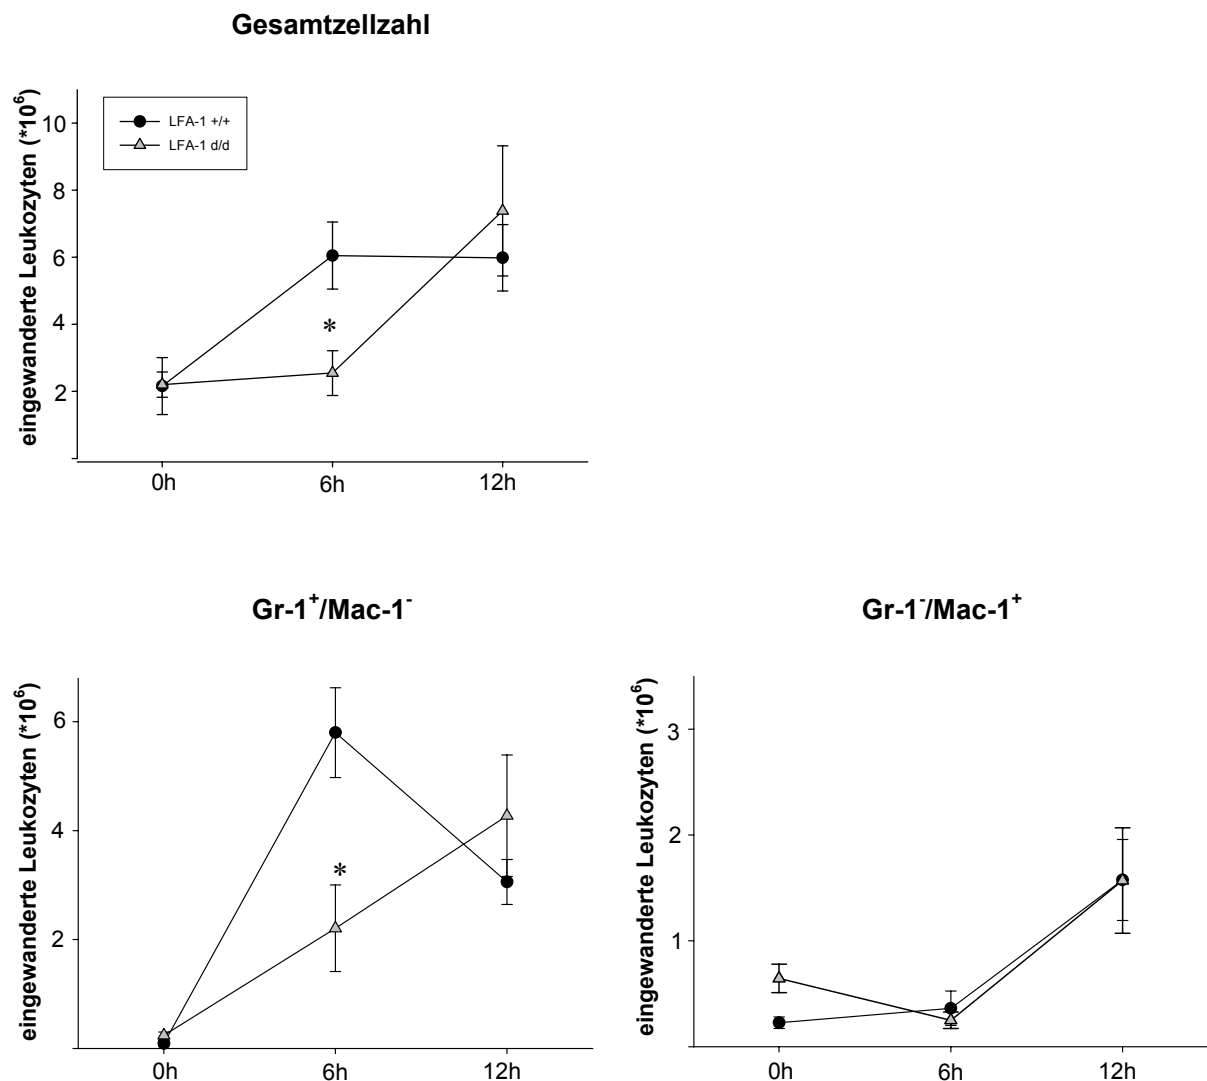 Gesamtzellzahl
eingewanderte Leukozyten (*10⁶)
10
8
6
4
2
LFA-1 +/+
LFA-1 d/d
*
0h
6h
12h
Gr-1⁺/Mac-1⁻
eingewanderte Leukozyten (*10⁶)
6
4
2
*
0h
6h
12h
Gr-1⁻/Mac-1⁺
eingewanderte Leukozyten (*10⁶)
3
2
1
0h
6h
12h